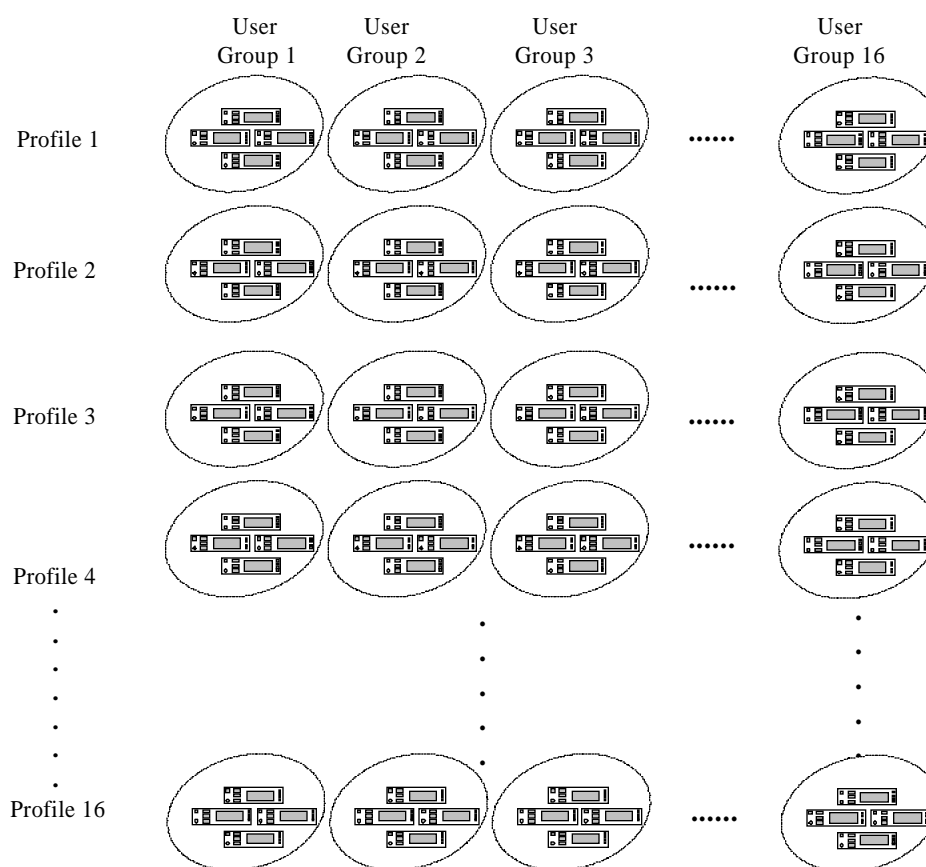 User
Group 1
User
Group 2
User
Group 3
User
Group 16
Profile 1
......
Profile 2
......
Profile 3
......
Profile 4
......
Profile 16
......